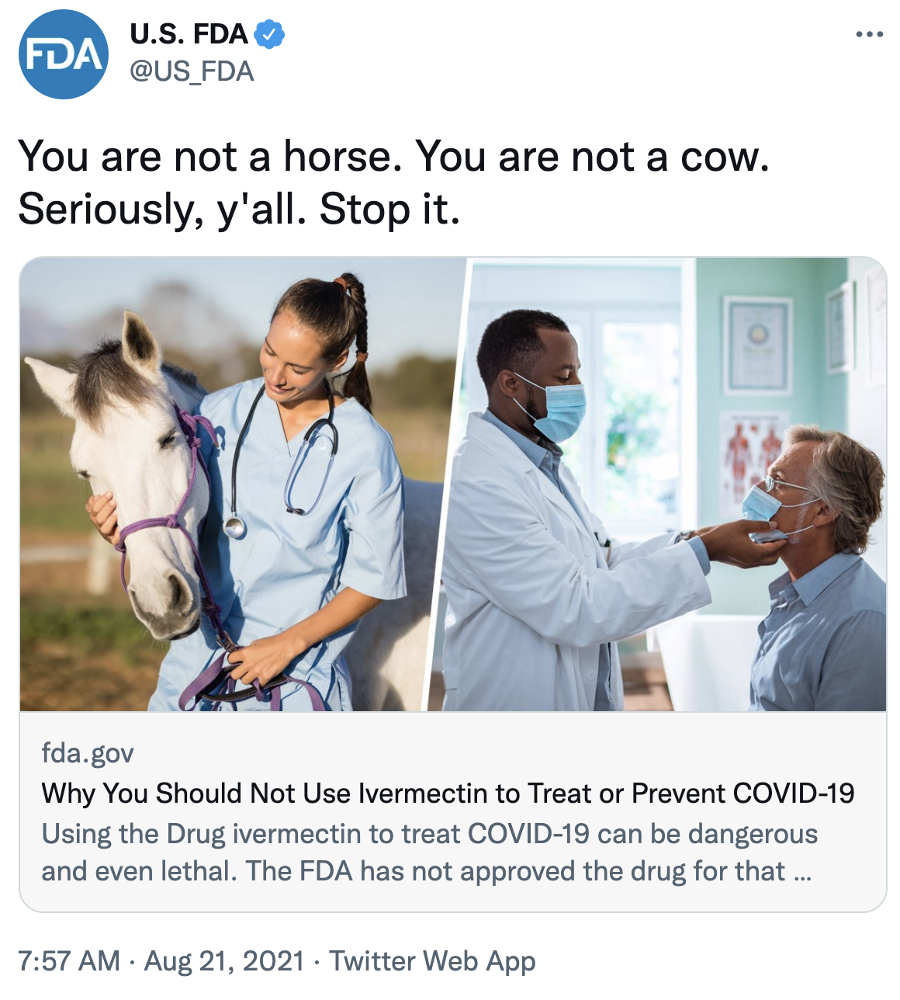 FDA
U.S. FDA
@US_FDA
You are not a horse. You are not a cow.
Seriously, y'all. Stop it.
fda.gov
Why You Should Not Use Ivermectin to Treat or Prevent COVID-19
Using the Drug ivermectin to treat COVID-19 can be dangerous
and even lethal. The FDA has not approved the drug for that ...
7:57 AM · Aug 21, 2021 · Twitter Web App